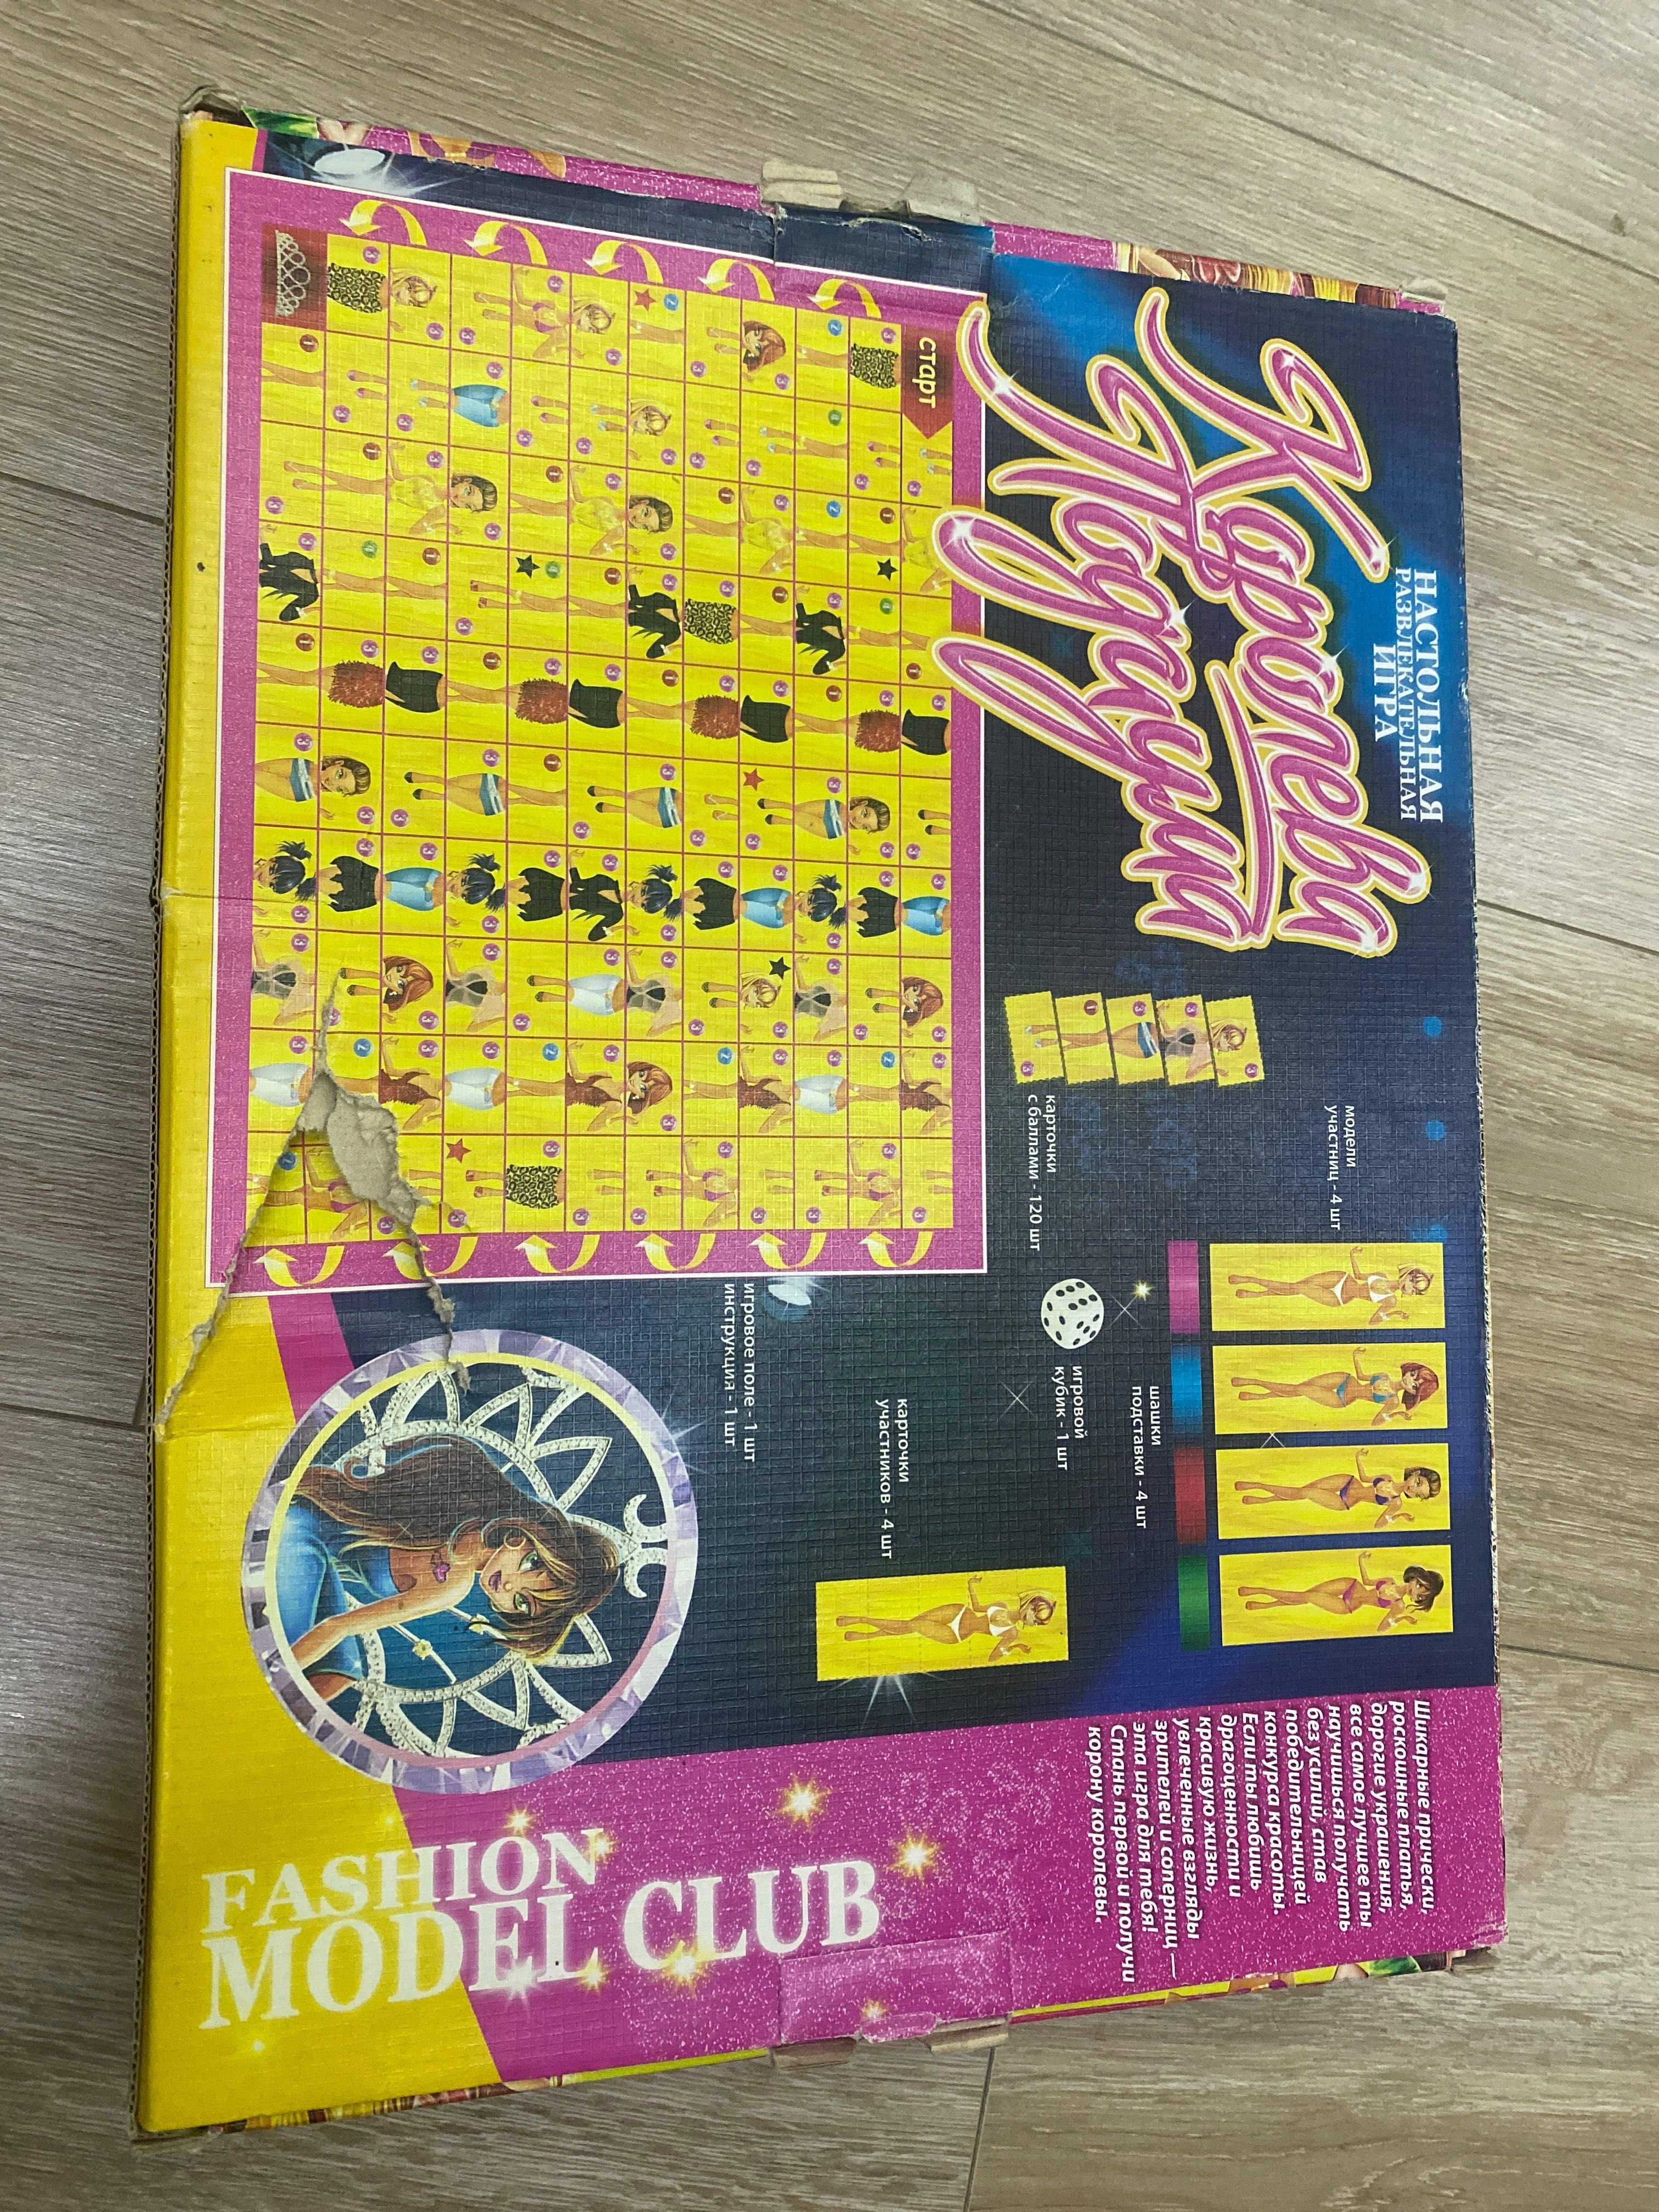 НАСТОЛЬНАЯ
РАЗВЛЕКАТЕЛЬНАЯ
ИГРА
Королева
Подиума
старт
модели
участниц - 4 шт
карточки
с баллами - 120 шт
шашки
подставки - 4 шт
игровой
кубик - 1 шт
карточки
участников - 4 шт
игровое поле - 1 шт
инструкция - 1 шт
Шикарные прически,
роскошные платья,
дорогие украшения,
все самое лучшее ты
научишься получать
без усилий, став
победительницей
конкурса красоты.
Если ты любишь
драгоценности и
красивую жизнь,
увлеченные взгляды
зрителей и соперниц —
эта игра для тебя!
Стань первой и получи
корону королевы.
FASHION
MODEL CLUB